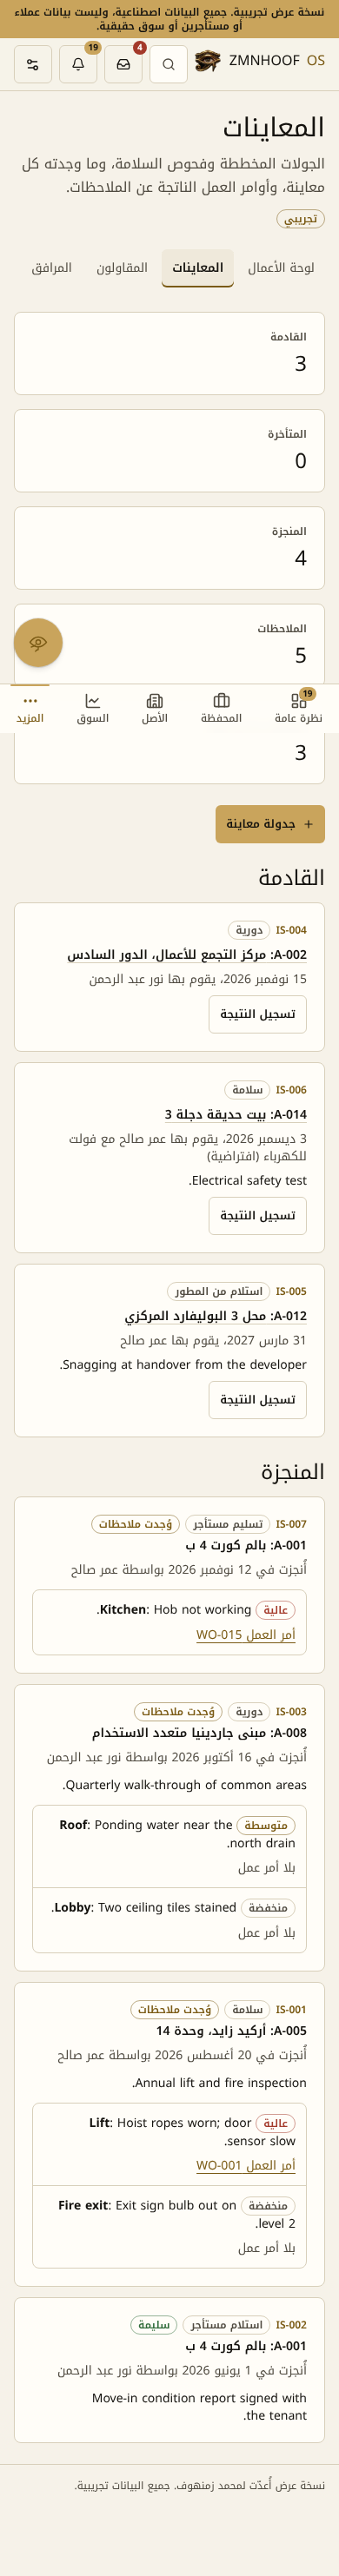 نسخة عرض تجريبية. جميع البيانات اصطناعية، وليست بيانات عملاء
أو مستأجرين أو سوق حقيقية.
ZMNHOOF OS
4
19
المعاينات
الجولات المخططة وفحوص السلامة، وما وجدته كل
معاينة، وأوامر العمل الناتجة عن الملاحظات.
تجريبي
لوحة الأعمال
المعاينات
المقاولون
المرافق
القادمة
3
المتأخرة
0
المنجزة
4
الملاحظات
5
19
نظرة عامة
المحفظة
الأصل
السوق
المزيد
3
+ جدولة معاينة
القادمة
IS-004 دورية
A-002: مركز التجمع للأعمال، الدور السادس
15 نوفمبر 2026، يقوم بها نور عبد الرحمن
تسجيل النتيجة
IS-006 سلامة
A-014: بيت حديقة دجلة 3
3 ديسمبر 2026، يقوم بها عمر صالح مع فولت
للكهرباء (افتراضية)
Electrical safety test.
تسجيل النتيجة
IS-005 استلام من المطور
A-012: محل 3 البوليفارد المركزي
31 مارس 2027، يقوم بها عمر صالح
Snagging at handover from the developer.
تسجيل النتيجة
المنجزة
IS-007 تسليم مستأجر وُجدت ملاحظات
A-001: بالم كورت 4 ب
أُنجزت في 12 نوفمبر 2026 بواسطة عمر صالح
عالية Kitchen: Hob not working.
أمر العمل WO-015
IS-003 دورية وُجدت ملاحظات
A-008: مبنى جاردينيا متعدد الاستخدام
أُنجزت في 16 أكتوبر 2026 بواسطة نور عبد الرحمن
Quarterly walk-through of common areas.
متوسطة Roof: Ponding water near the
north drain.
بلا أمر عمل
منخفضة Lobby: Two ceiling tiles stained.
بلا أمر عمل
IS-001 سلامة وُجدت ملاحظات
A-005: أركيد زايد، وحدة 14
أُنجزت في 20 أغسطس 2026 بواسطة عمر صالح
Annual lift and fire inspection.
عالية Lift: Hoist ropes worn; door
sensor slow.
أمر العمل WO-001
منخفضة Fire exit: Exit sign bulb out on
level 2.
بلا أمر عمل
IS-002 استلام مستأجر سليمة
A-001: بالم كورت 4 ب
أُنجزت في 1 يونيو 2026 بواسطة نور عبد الرحمن
Move-in condition report signed with
the tenant.
نسخة عرض أُعدّت لمحمد زمنهوف. جميع البيانات تجريبية.